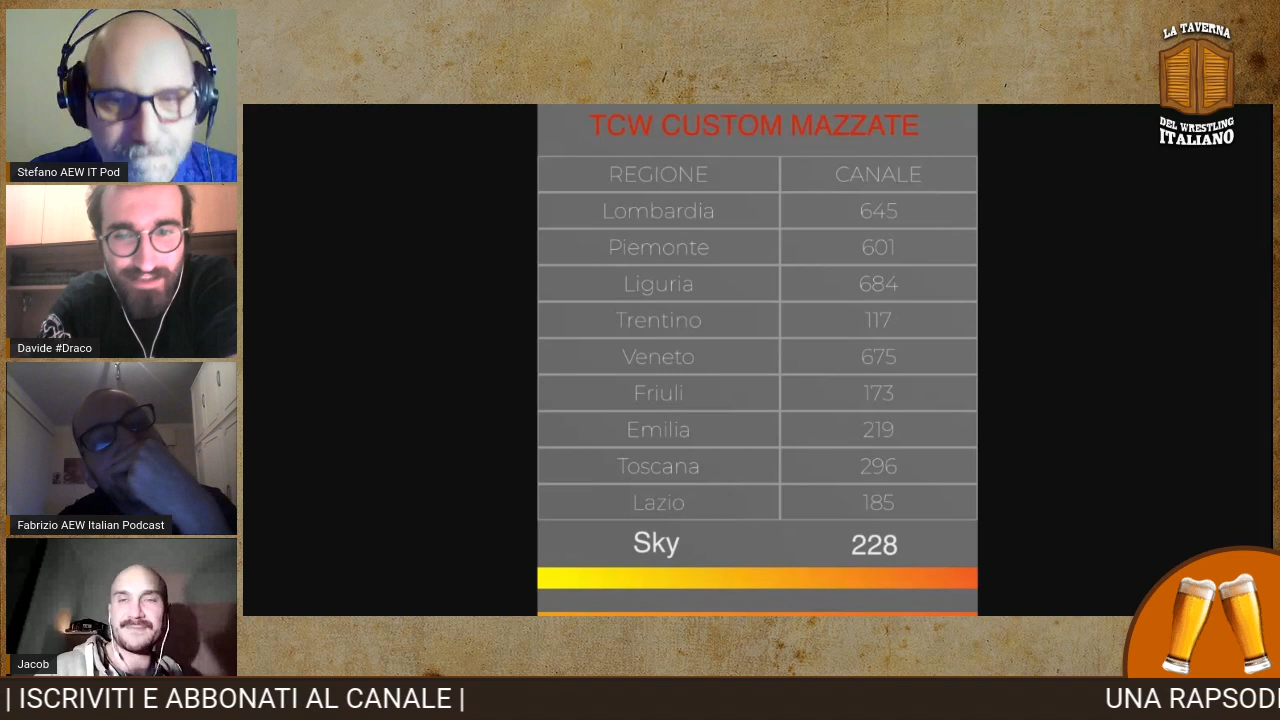 Stefano AEW IT Pod
Davide #Draco
Fabrizio AEW Italian Podcast
Jacob
TCW CUSTOM MAZZATE
REGIONE CANALE
Lombardia 645
Piemonte 601
Liguria 684
Trentino 117
Veneto 675
Friuli 173
Emilia 219
Toscana 296
Lazio 185
Sky 228
LA TAVERNA
DEL WRESTLING
ITALIANO
| ISCRIVITI E ABBONATI AL CANALE | UNA RAPSOD